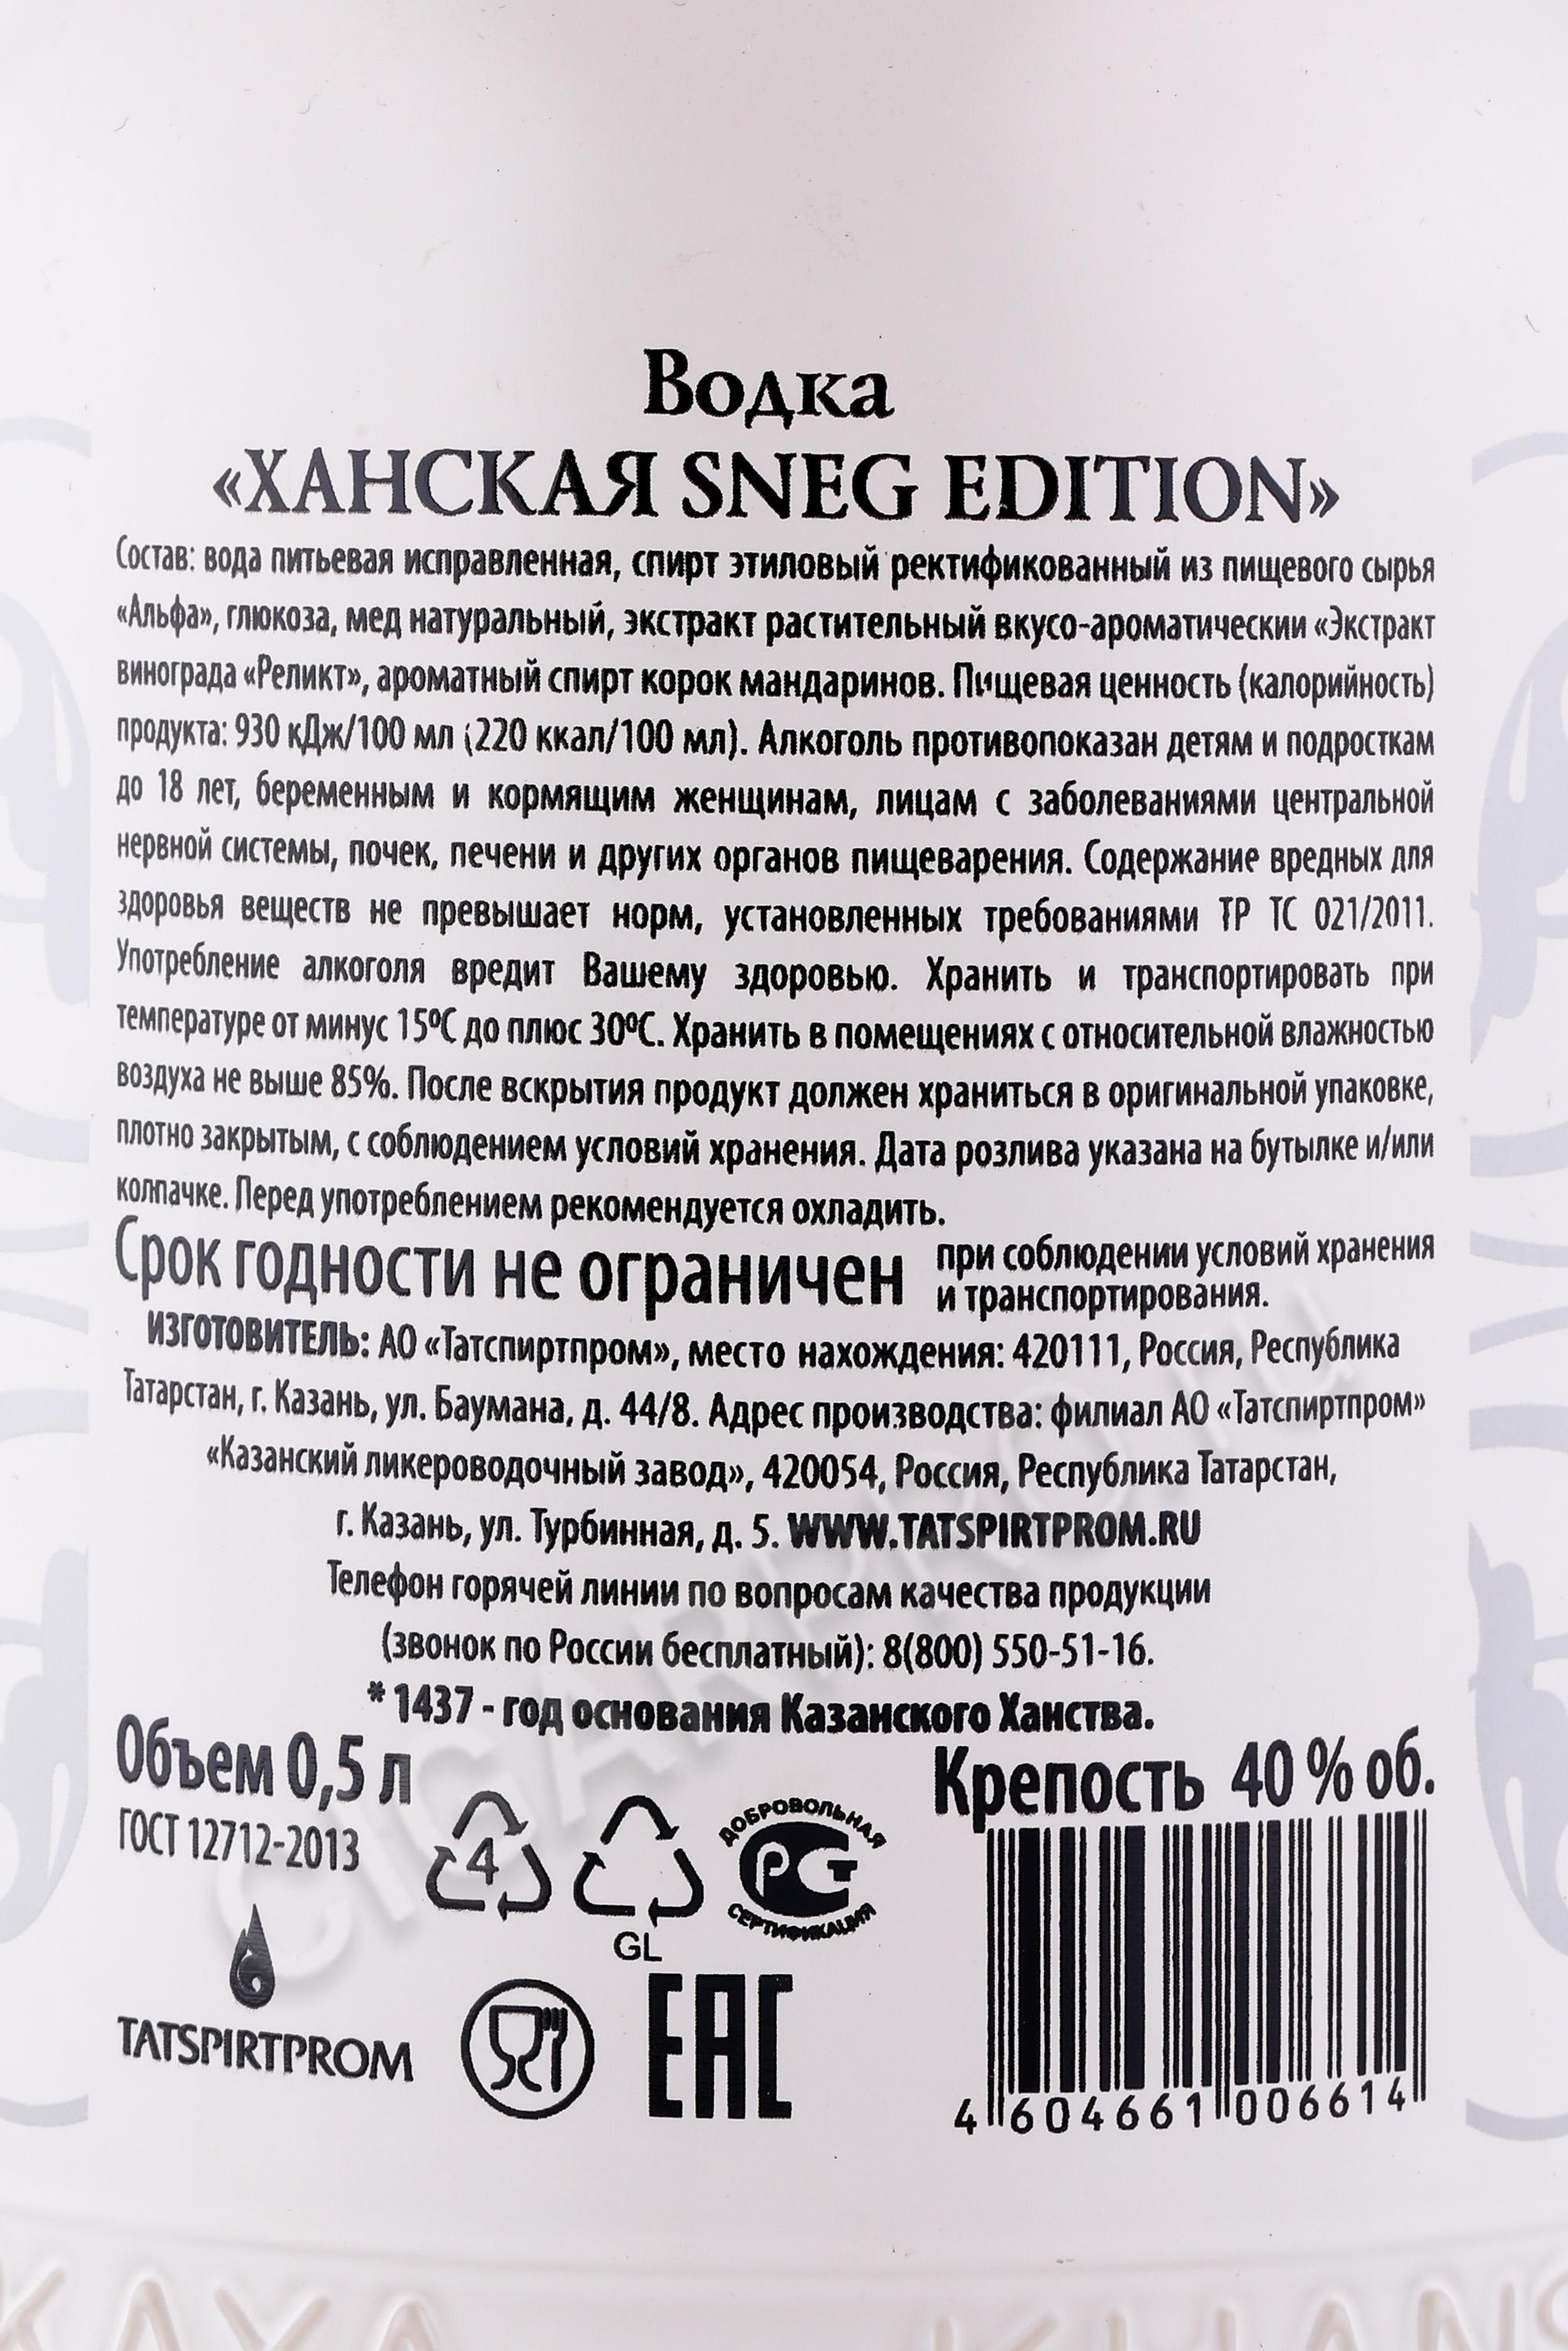 Водка
«ХАНСКАЯ SNEG EDITION»
Состав: вода питьевая исправленная, спирт этиловый ректификованный из пищевого сырья
«Альфа», глюкоза, мед натуральный, экстракт растительный вкусо-ароматический «Экстракт
винограда «Реликт», ароматный спирт корок мандаринов. Пищевая ценность (калорийность)
продукта: 930 кДж/100 мл (220 ккал/100 мл). Алкоголь противопоказан детям и подросткам
до 18 лет, беременным и кормящим женщинам, лицам с заболеваниями центральной
нервной системы, почек, печени и других органов пищеварения. Содержание вредных для
здоровья веществ не превышает норм, установленных требованиями ТР ТС 021/2011.
Употребление алкоголя вредит Вашему здоровью. Хранить и транспортировать при
температуре от минус 15ºС до плюс 30ºС. Хранить в помещениях с относительной влажностью
воздуха не выше 85%. После вскрытия продукт должен храниться в оригинальной упаковке,
плотно закрытым, с соблюдением условий хранения. Дата розлива указана на бутылке и/или
колпачке. Перед употреблением рекомендуется охладить.
Срок годности не ограничен при соблюдении условий хранения
и транспортирования.
ИЗГОТОВИТЕЛЬ: АО «Татспиртпром», место нахождения: 420111, Россия, Республика
Татарстан, г. Казань, ул. Баумана, д. 44/8. Адрес производства: филиал АО «Татспиртпром»
«Казанский ликероводочный завод», 420054, Россия, Республика Татарстан,
г. Казань, ул. Турбинная, д. 5. WWW.TATSPIRTPROM.RU
Телефон горячей линии по вопросам качества продукции
(звонок по России бесплатный): 8(800) 550-51-16.
* 1437 - год основания Казанского Ханства.
Объем 0,5 л
Крепость 40 % об.
ГОСТ 12712-2013
4
GL
ДОБРОВОЛЬНАЯ
РСТ
СЕРТИФИКАЦИЯ
TATSPIRTPROM
EAC
4 604661 006614
CIGARPRO.ru
KAYA
KHANS